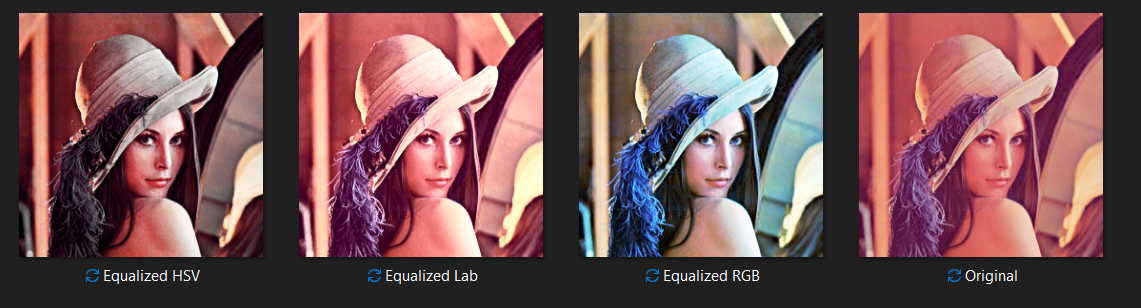 Equalized HSV
Equalized Lab
Equalized RGB
Original